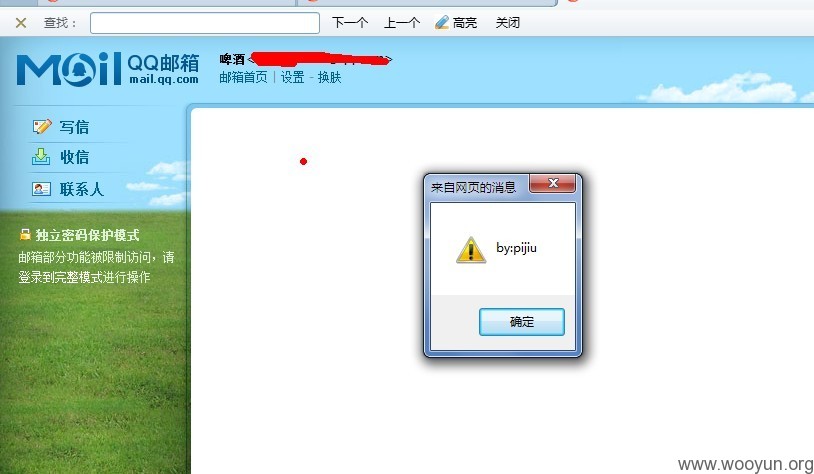 查找： 下一个 上一个 高亮 关闭
Mail QQ邮箱
mail.qq.com
啤酒 <
>
邮箱首页 | 设置 - 换肤
写信
收信
联系人
独立密码保护模式
邮箱部分功能被限制访问，请
登录到完整模式进行操作
来自网页的消息
by:pijiu
确定
www.wooyun.org